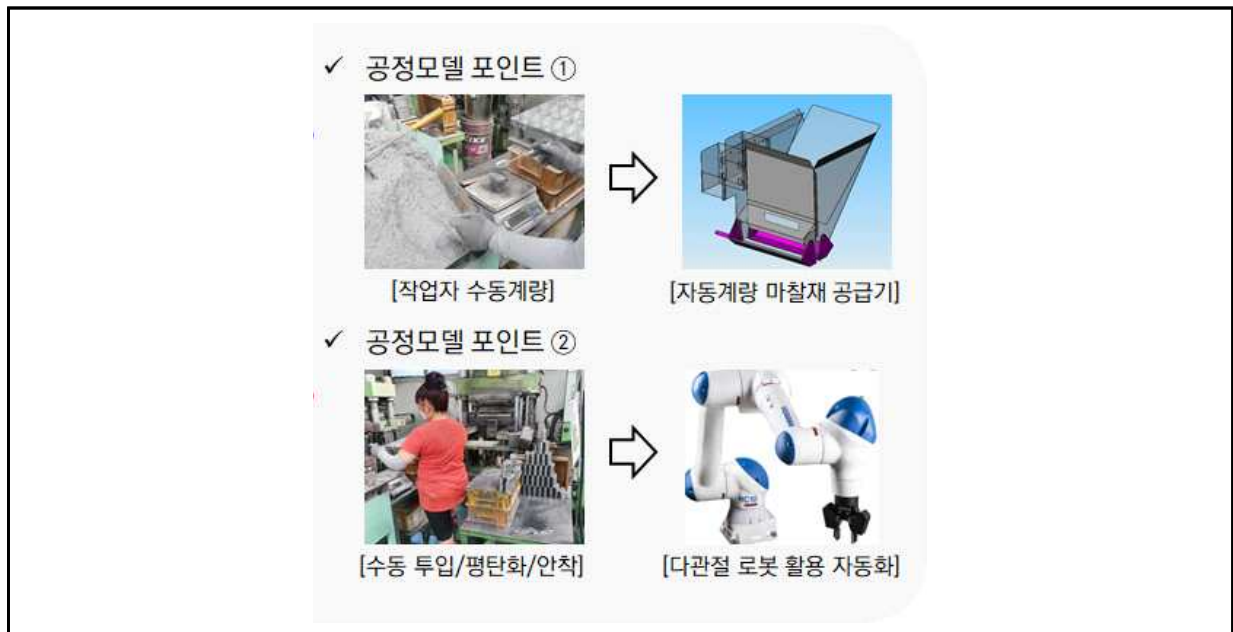 ✓ 공정모델 포인트 ①
[작업자 수동계량]
[자동계량 마찰재 공급기]
✓ 공정모델 포인트 ②
[수동 투입/평탄화/안착]
[다관절 로봇 활용 자동화]